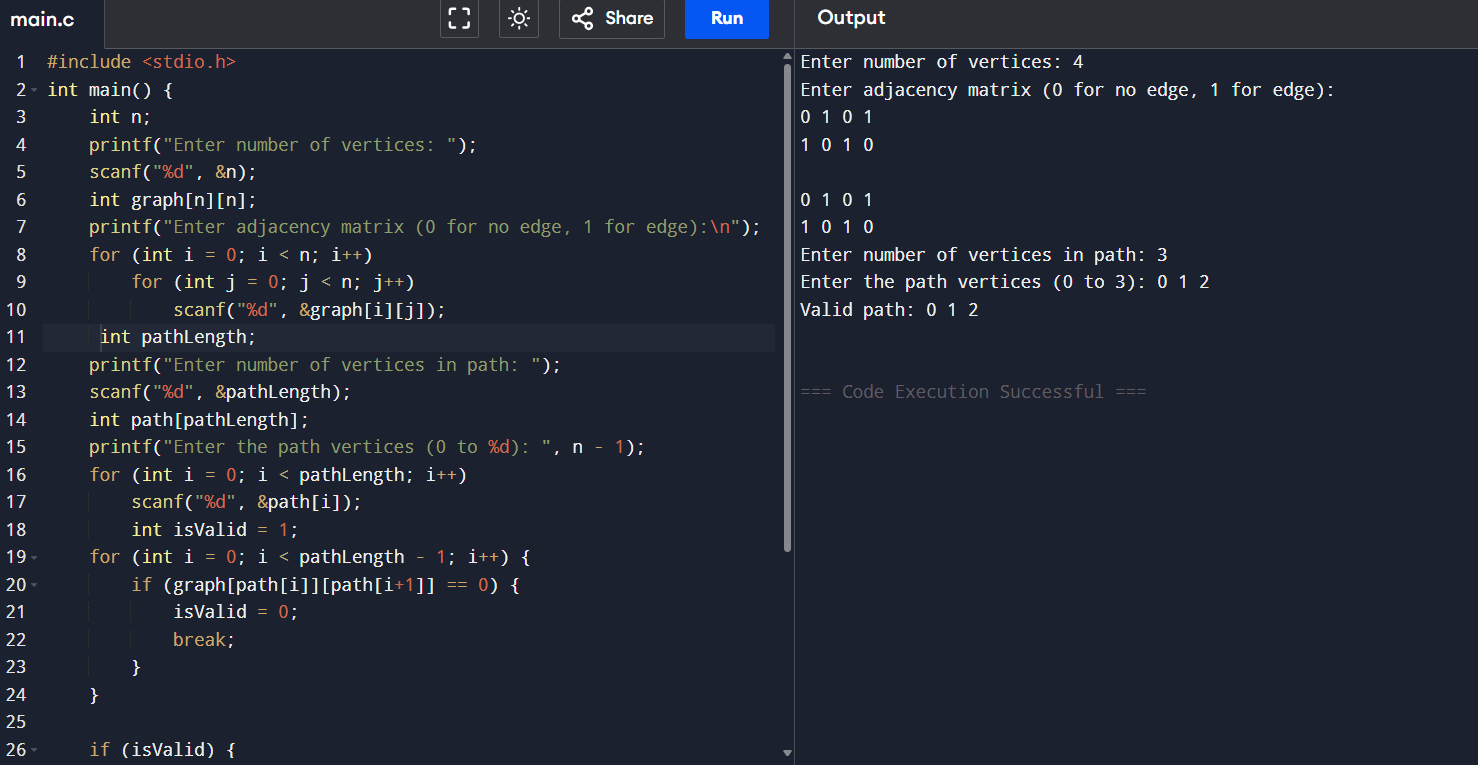 main.c
Share
Run
Output
1 #include <stdio.h>
2 int main() {
3     int n;
4     printf("Enter number of vertices: ");
5     scanf("%d", &n);
6     int graph[n][n];
7     printf("Enter adjacency matrix (0 for no edge, 1 for edge):\n");
8     for (int i = 0; i < n; i++)
9         for (int j = 0; j < n; j++)
10             scanf("%d", &graph[i][j]);
11      int pathLength;
12     printf("Enter number of vertices in path: ");
13     scanf("%d", &pathLength);
14     int path[pathLength];
15     printf("Enter the path vertices (0 to %d): ", n - 1);
16     for (int i = 0; i < pathLength; i++)
17         scanf("%d", &path[i]);
18         int isValid = 1;
19     for (int i = 0; i < pathLength - 1; i++) {
20         if (graph[path[i]][path[i+1]] == 0) {
21             isValid = 0;
22             break;
23         }
24     }
25
26     if (isValid) {
Enter number of vertices: 4
Enter adjacency matrix (0 for no edge, 1 for edge):
0 1 0 1
1 0 1 0
0 1 0 1
1 0 1 0
Enter number of vertices in path: 3
Enter the path vertices (0 to 3): 0 1 2
Valid path: 0 1 2
=== Code Execution Successful ===